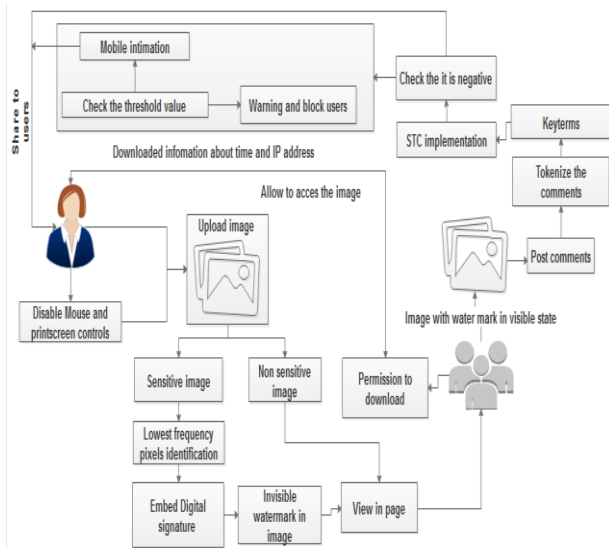 Mobile intimation
Check the threshold value
Warning and block users
Check the it is negative
STC implementation
Keyterms
Tokenize the
comments
Post comments
Share to
users
Downloaded infomation about time and IP address
Allow to acces the image
Upload image
Disable Mouse and
printscreen controls
Image with water mark in visible state
Sensitive image
Non sensitive
image
Permission to
download
Lowest frequency
pixels identification
Embed Digital
signature
Invisible
watermark in
image
View in page